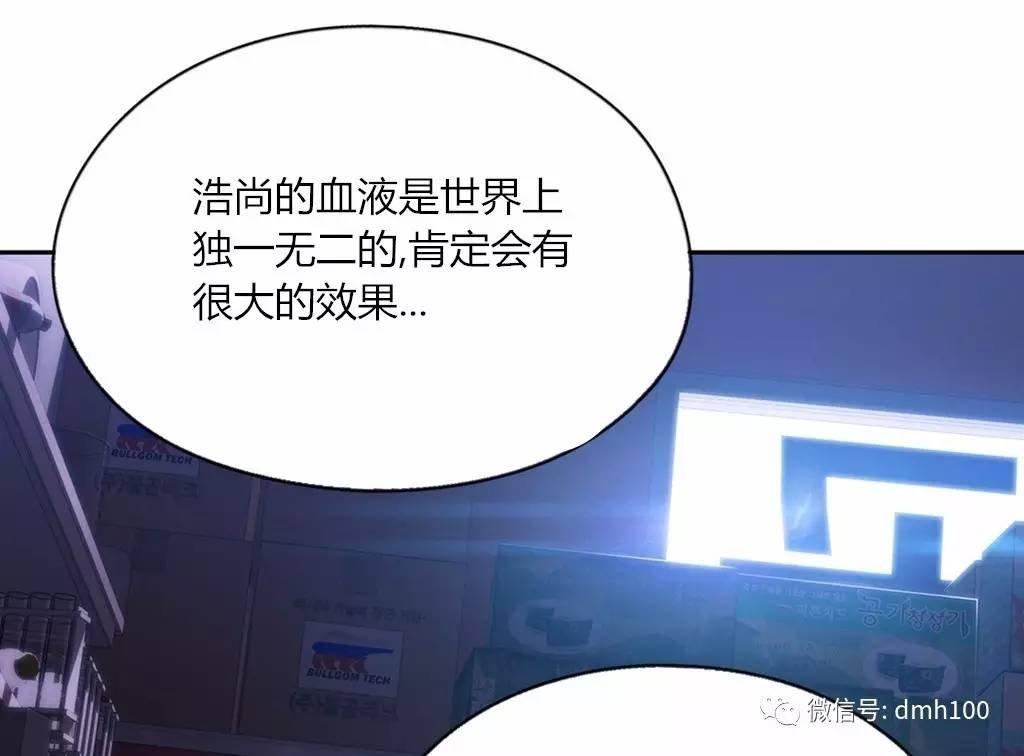 浩尚的血液是世界上
独一无二的,肯定会有
很大的效果...
BULLGOM TECH
BULLGOM TECH
공기청정기
微信号: dmh100